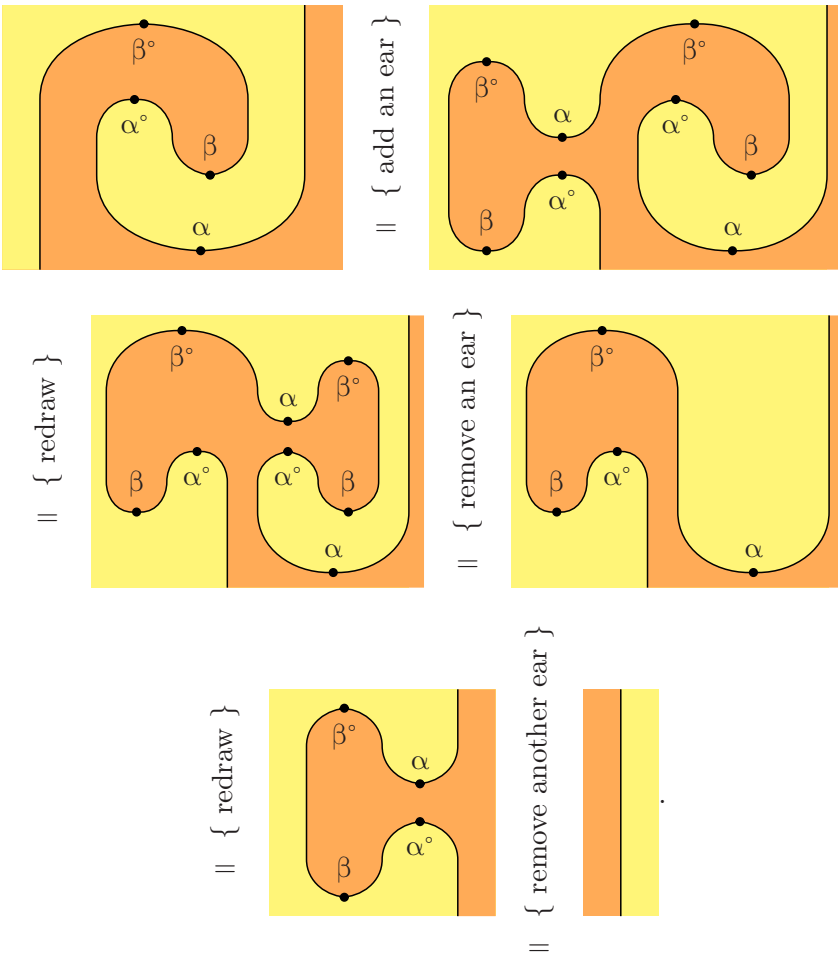 β°
α°
β
α
= { add an ear }
β°
α
β°
α°
β
α°
β
α
= { redraw }
β°
β°
α
β
α°
α°
β
α
= { remove an ear }
β°
β
α°
α
= { redraw }
β°
α
α°
β
= { remove another ear }
.